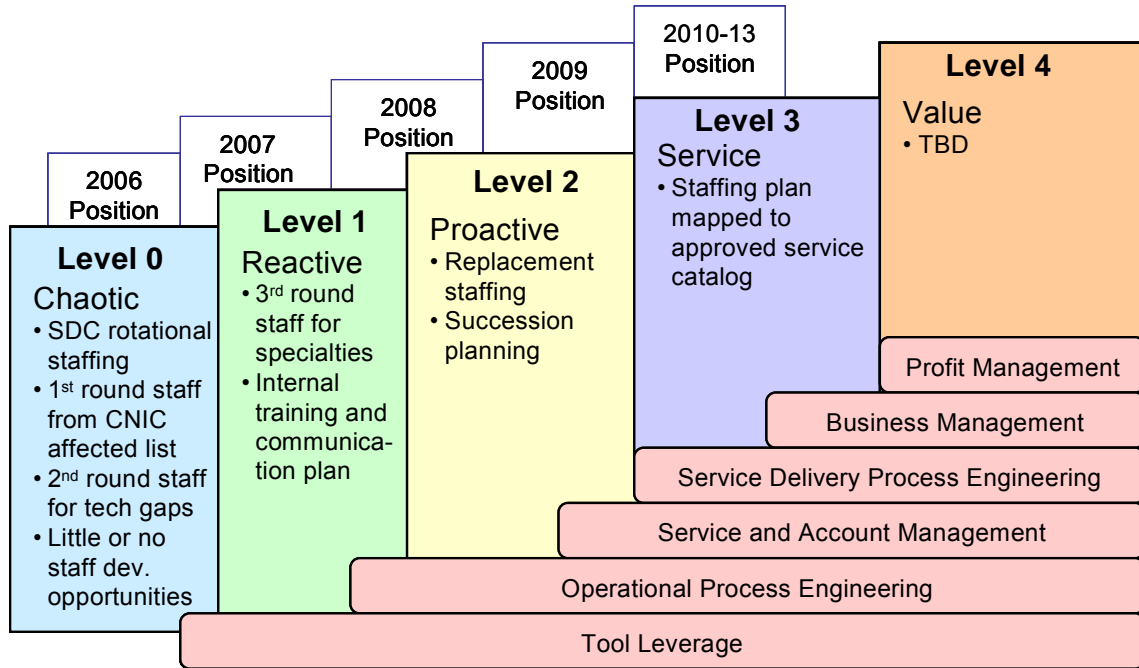 2006
Position
2007
Position
2008
Position
2009
Position
2010-13
Position
Level 0
Chaotic
• SDC rotational
staffing
• 1st round staff
from CNIC
affected list
• 2nd round staff
for tech gaps
• Little or no
staff dev.
opportunities
Level 1
Reactive
• 3rd round
staff for
specialties
• Internal
training and
communica-
tion plan
Level 2
Proactive
• Replacement
staffing
• Succession
planning
Level 3
Service
• Staffing plan
mapped to
approved service
catalog
Level 4
Value
• TBD
Profit Management
Business Management
Service Delivery Process Engineering
Service and Account Management
Operational Process Engineering
Tool Leverage